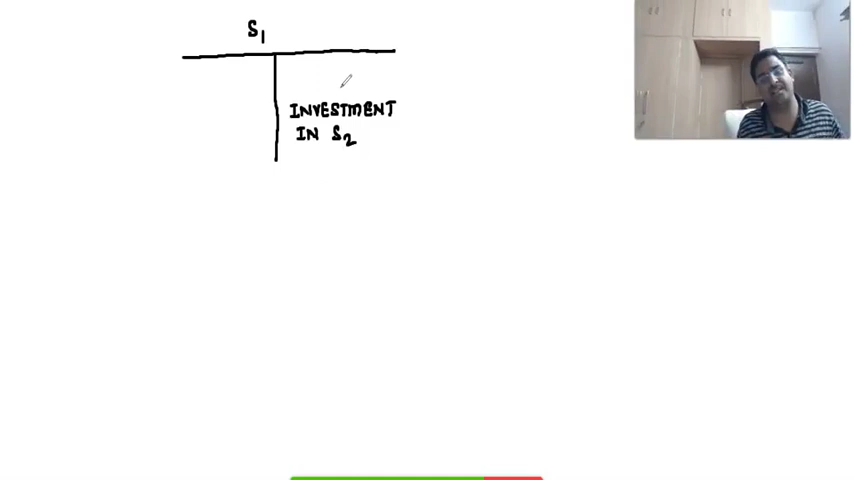 S1
INVESTMENT
IN S2